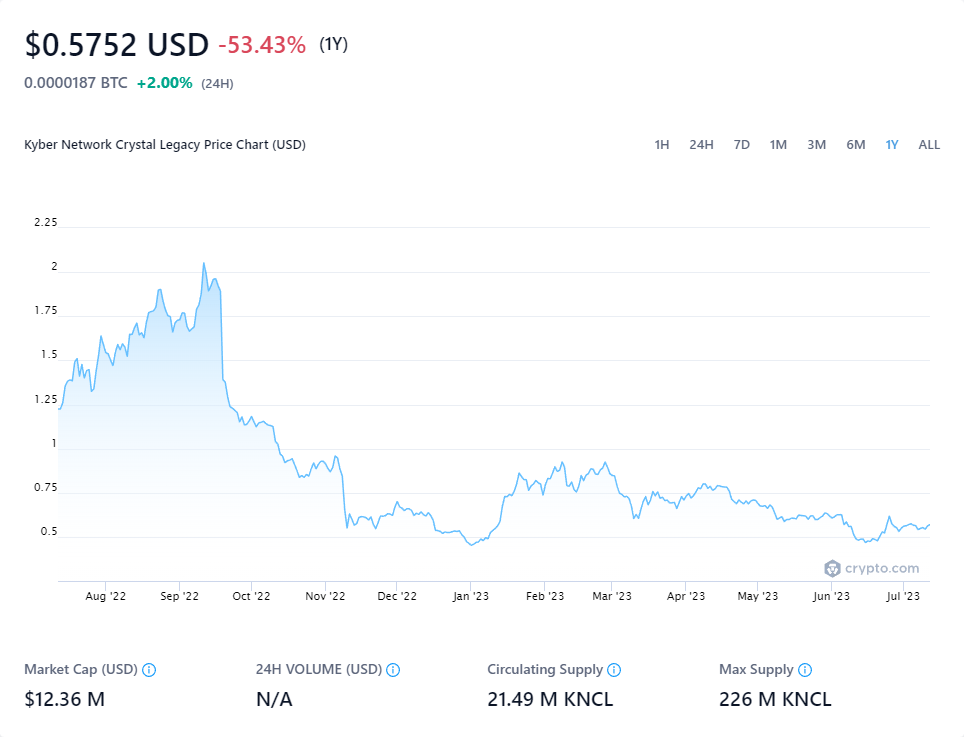 $0.5752 USD -53.43% (1Y)
0.0000187 BTC +2.00% (24H)
Kyber Network Crystal Legacy Price Chart (USD)
1H 24H 7D 1M 3M 6M 1Y ALL
2.25
2
1.75
1.5
1.25
1
0.75
0.5
crypto.com
Aug '22 Sep '22 Oct '22 Nov '22 Dec '22 Jan '23 Feb '23 Mar '23 Apr '23 May '23 Jun '23 Jul '23
Market Cap (USD) 24H VOLUME (USD) Circulating Supply Max Supply
$12.36 M N/A 21.49 M KNCL 226 M KNCL